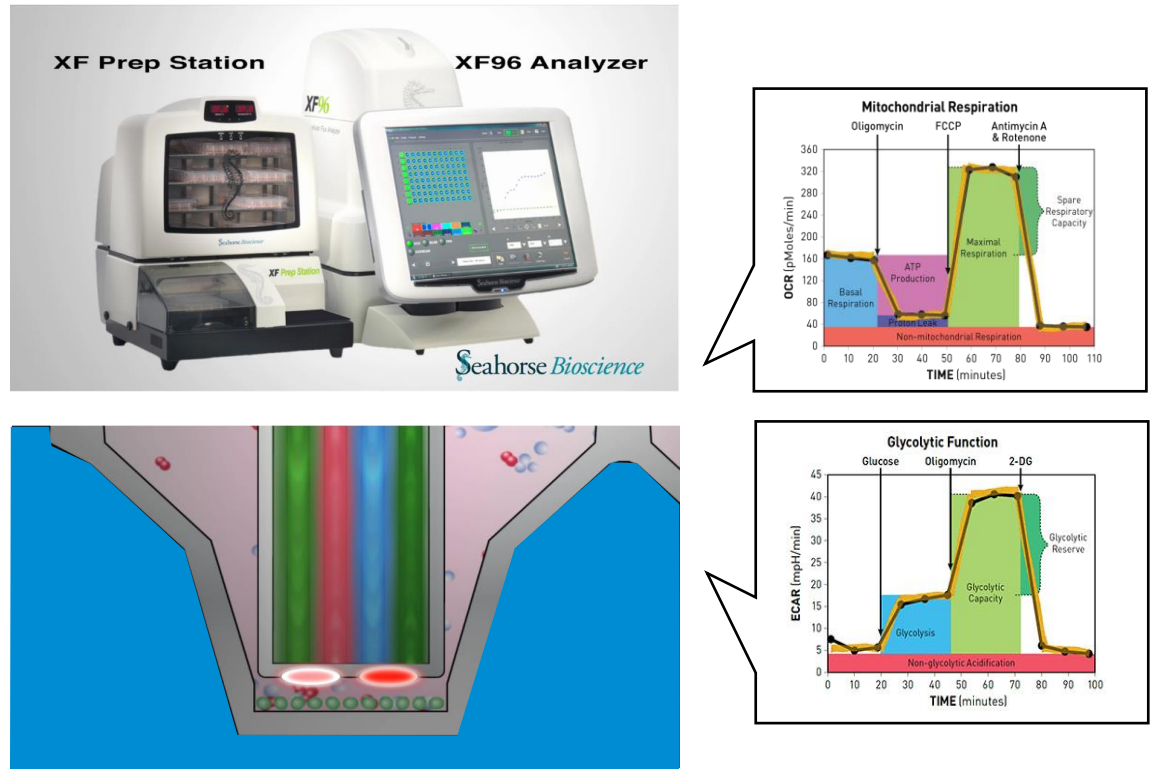 XF Prep Station
XF96 Analyzer
XF96
Seahorse Bioscience
XF Prep Station
Seahorse Bioscience
Seahorse Bioscience
Mitochondrial Respiration
Oligomycin
FCCP
Antimycin A
& Rotenone
360
320
280
240
200
160
120
80
40
0
OCR (pMoles/min)
Basal
Respiration
ATP
Production
Proton Leak
Maximal
Respiration
Spare
Respiratory
Capacity
Non-mitochondrial Respiration
0 10 20 30 40 50 60 70 80 90 100 110
TIME (minutes)
Glycolytic Function
Glucose
Oligomycin
2-DG
45
40
35
30
25
20
15
10
5
0
ECAR (mpH/min)
Glycolysis
Glycolytic
Capacity
Glycolytic
Reserve
Non-glycolytic Acidification
0 10 20 30 40 50 60 70 80 90 100
TIME (minutes)